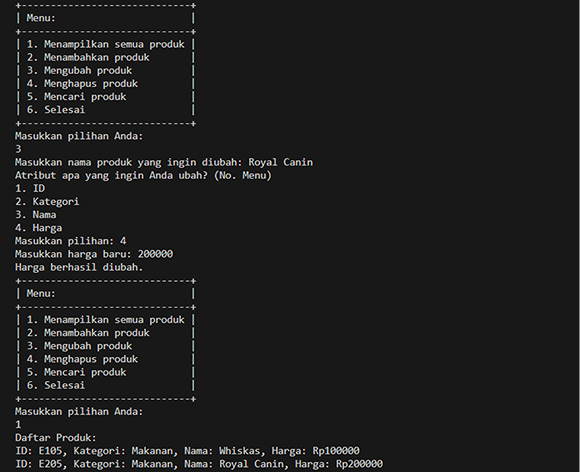 +----------------------------+
| Menu:                      |
+----------------------------+
| 1. Menampilkan semua produk |
| 2. Menambahkan produk      |
| 3. Mengubah produk         |
| 4. Menghapus produk        |
| 5. Mencari produk          |
| 6. Selesai                 |
+----------------------------+
Masukkan pilihan Anda:
3
Masukkan nama produk yang ingin diubah: Royal Canin
Atribut apa yang ingin Anda ubah? (No. Menu)
1. ID
2. Kategori
3. Nama
4. Harga
Masukkan pilihan: 4
Masukkan harga baru: 200000
Harga berhasil diubah.
+----------------------------+
| Menu:                      |
+----------------------------+
| 1. Menampilkan semua produk |
| 2. Menambahkan produk      |
| 3. Mengubah produk         |
| 4. Menghapus produk        |
| 5. Mencari produk          |
| 6. Selesai                 |
+----------------------------+
Masukkan pilihan Anda:
1
Daftar Produk:
ID: E105, Kategori: Makanan, Nama: Whiskas, Harga: Rp100000
ID: E205, Kategori: Makanan, Nama: Royal Canin, Harga: Rp200000